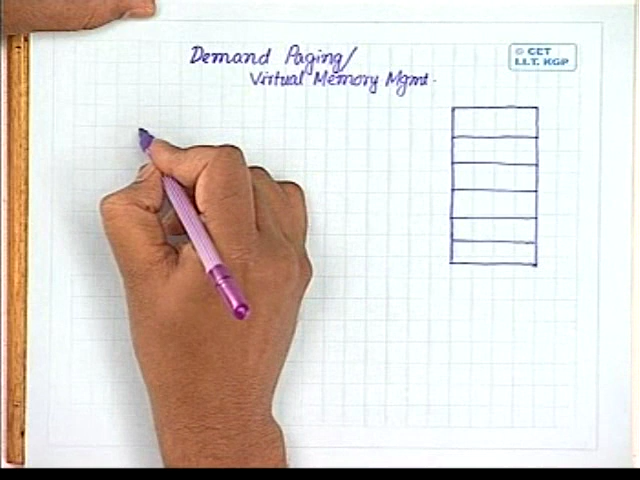 Demand Paging/
Virtual Memory Mgmt.
© CET
I.I.T. KGP